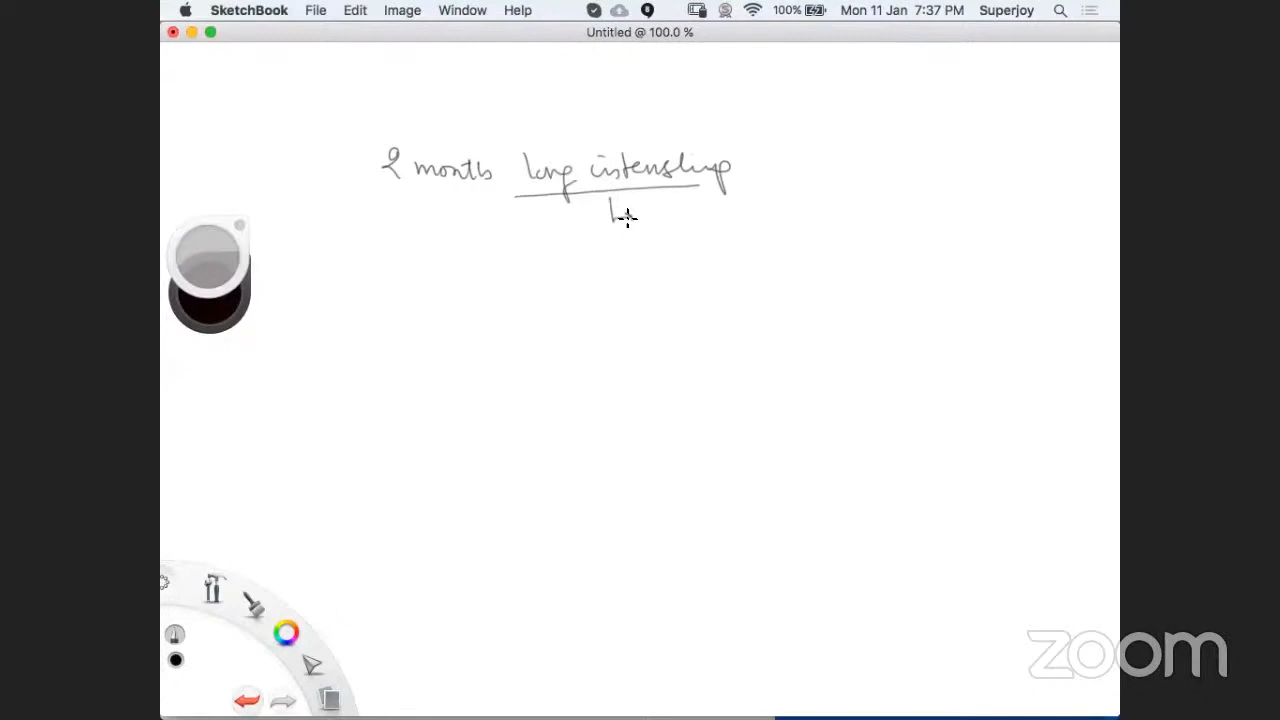 SketchBook File Edit Image Window Help 100% Mon 11 Jan 7:37 PM Superjoy
Untitled @ 100.0 %
2 month long internship
zoom